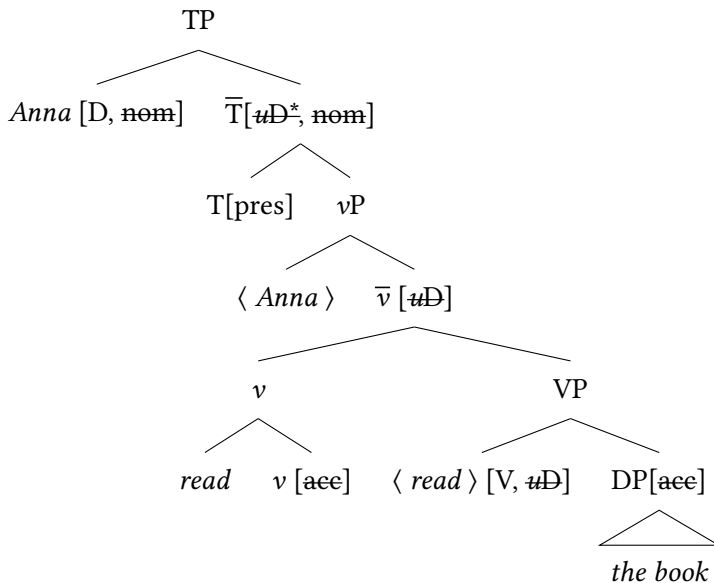 TP
Anna [D, nom] T̅[uD*, nom]
T[pres] vP
⟨ Anna ⟩ v̅ [uD]
v VP
read v [acc] ⟨ read ⟩ [V, uD] DP[acc]
the book